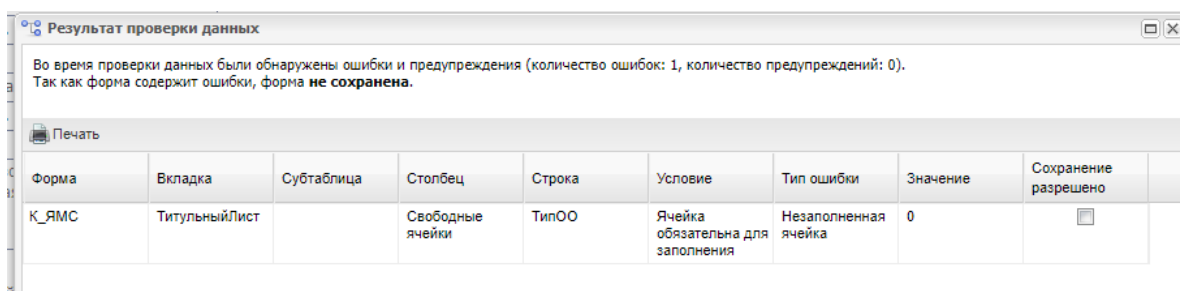 Результат проверки данных
Во время проверки данных были обнаружены ошибки и предупреждения (количество ошибок: 1, количество предупреждений: 0).
Так как форма содержит ошибки, форма не сохранена.
Печать
Форма Вкладка Субтаблица Столбец Строка Условие Тип ошибки Значение Сохранение
разрешено
К_ЯМС ТитульныйЛист Свободные ТипОО Ячейка Незаполненная 0
ячейки обязательна для ячейка
заполнения